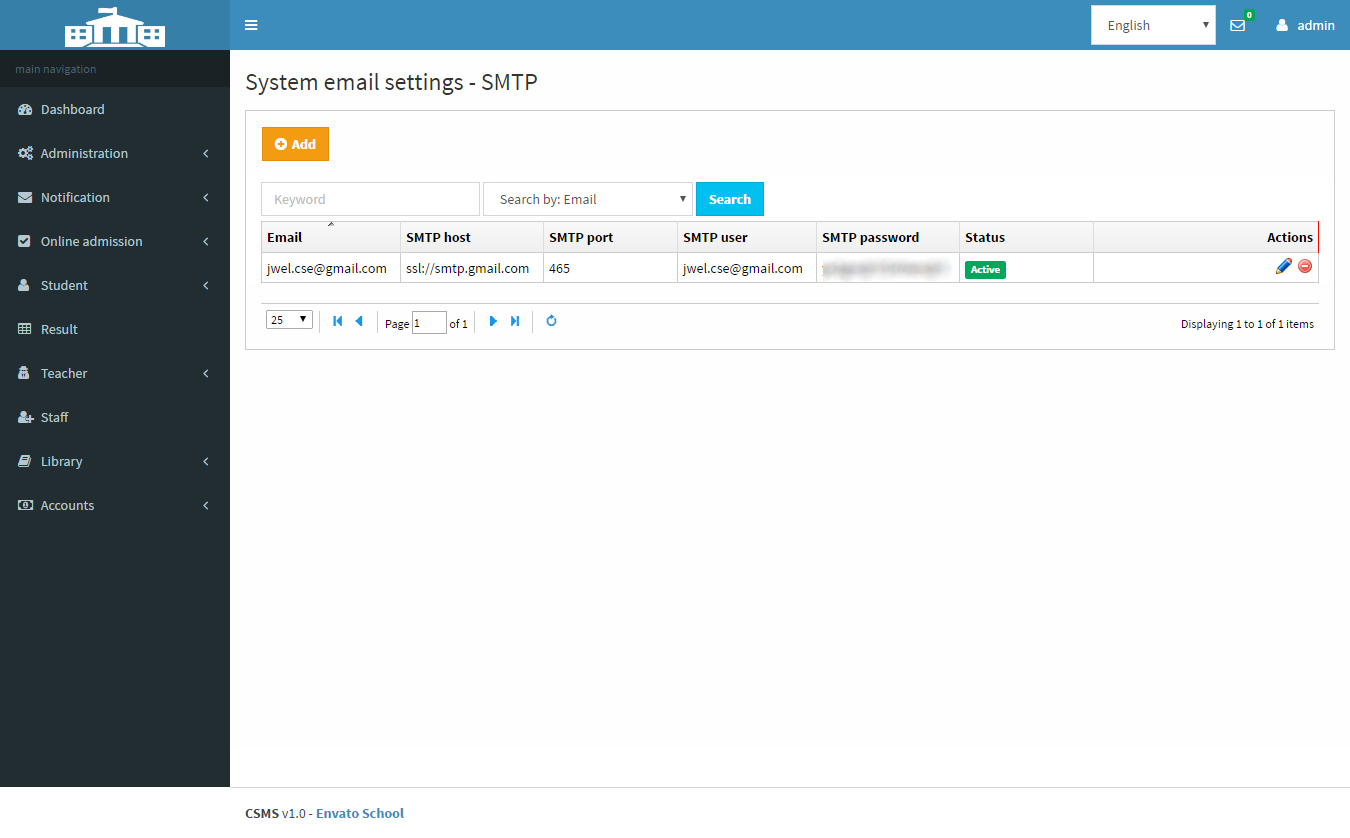 English
0
admin
main navigation
Dashboard
Administration
Notification
Online admission
Student
Result
Teacher
Staff
Library
Accounts
System email settings - SMTP
Add
Keyword Search by: Email Search
Email SMTP host SMTP port SMTP user SMTP password Status Actions
jwel.cse@gmail.com ssl://smtp.gmail.com 465 jwel.cse@gmail.com Active
25 Page 1 of 1 Displaying 1 to 1 of 1 items
CSMS v1.0 - Envato School